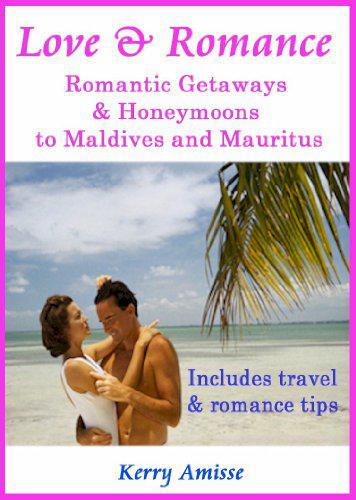 Love & Romance
Romantic Getaways
& Honeymoons
to Maldives and Mauritus
Includes travel
& romance tips
Kerry Amisse